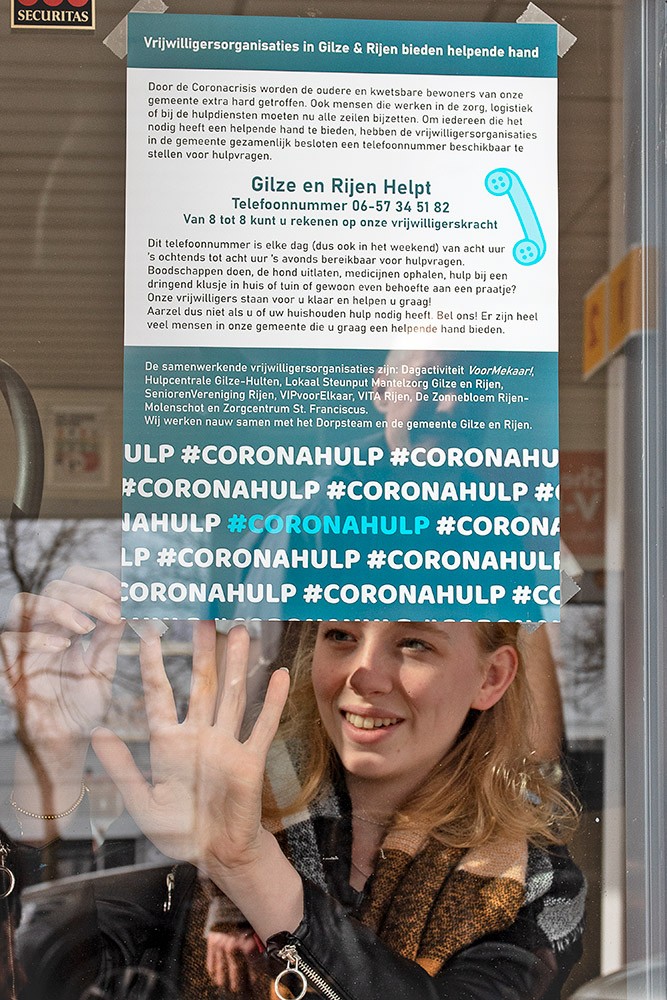 SECURITAS
Vrijwilligersorganisaties in Gilze & Rijen bieden helpende hand
Door de Coronacrisis worden de oudere en kwetsbare bewoners van onze
gemeente extra hard getroffen. Ook mensen die werken in de zorg, logistiek
of bij de hulpdiensten moeten nu alle zeilen bijzetten. Om iedereen die het
nodig heeft een helpende hand te bieden, hebben de vrijwilligersorganisaties
in de gemeente gezamenlijk besloten een telefoonnummer beschikbaar te
stellen voor hulpvragen.
Gilze en Rijen Helpt
Telefoonnummer 06-57 34 51 82
Van 8 tot 8 kunt u rekenen op onze vrijwilligerskracht
Dit telefoonnummer is elke dag (dus ook in het weekend) van acht uur
's ochtends tot acht uur 's avonds bereikbaar voor hulpvragen.
Boodschappen doen, de hond uitlaten, medicijnen ophalen, hulp bij een
dringend klusje in huis of tuin of gewoon even behoefte aan een praatje?
Onze vrijwilligers staan voor u klaar en helpen u graag!
Aarzel dus niet als u of uw huishouden hulp nodig heeft. Bel ons! Er zijn heel
veel mensen in onze gemeente die u graag een helpende hand bieden.
De samenwerkende vrijwilligersorganisaties zijn: Dagactiviteit VoorMekaar!,
Hulpcentrale Gilze-Hulten, Lokaal Steunput Mantelzorg Gilze en Rijen,
SeniorenVereniging Rijen, VIPvoorElkaar, VITA Rijen, De Zonnebloem Rijen-
Molenschot en Zorgcentrum St. Franciscus.
Wij werken nauw samen met het Dorpsteam en de gemeente Gilze en Rijen.
ULP #CORONAHULP #CORONAHU
#CORONAHULP #CORONAHULP #C
NAHULP #CORONAHULP #CORONA
LP #CORONAHULP #CORONAHULP
CORONAHULP #CORONAHULP #CO